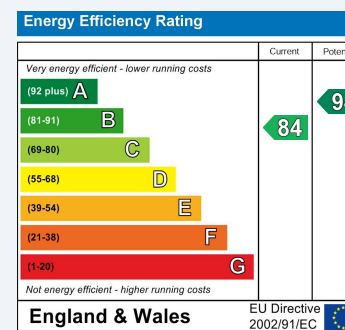 Energy Efficiency Rating
Current
Very energy efficient - lower running costs
(92 plus) A
(81-91) B
84
(69-80) C
(55-68) D
(39-54) E
(21-38) F
(1-20) G
Not energy efficient - higher running costs
England & Wales
EU Directive
2002/91/EC